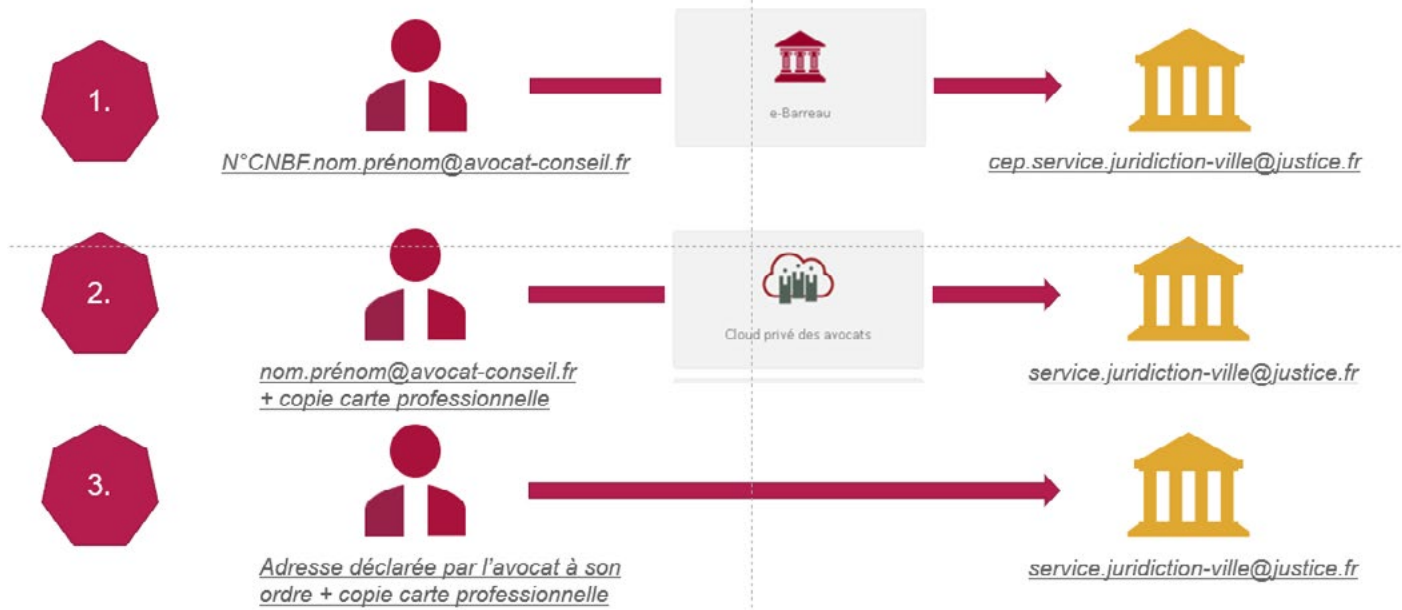 1.
e-Barreau
N°CNBF.nom.prénom@avocat-conseil.fr
cep.service.juridiction-ville@justice.fr
2.
Cloud privé des avocats
nom.prénom@avocat-conseil.fr
+ copie carte professionnelle
service.juridiction-ville@justice.fr
3.
Adresse déclarée par l'avocat à son
ordre + copie carte professionnelle
service.juridiction-ville@justice.fr